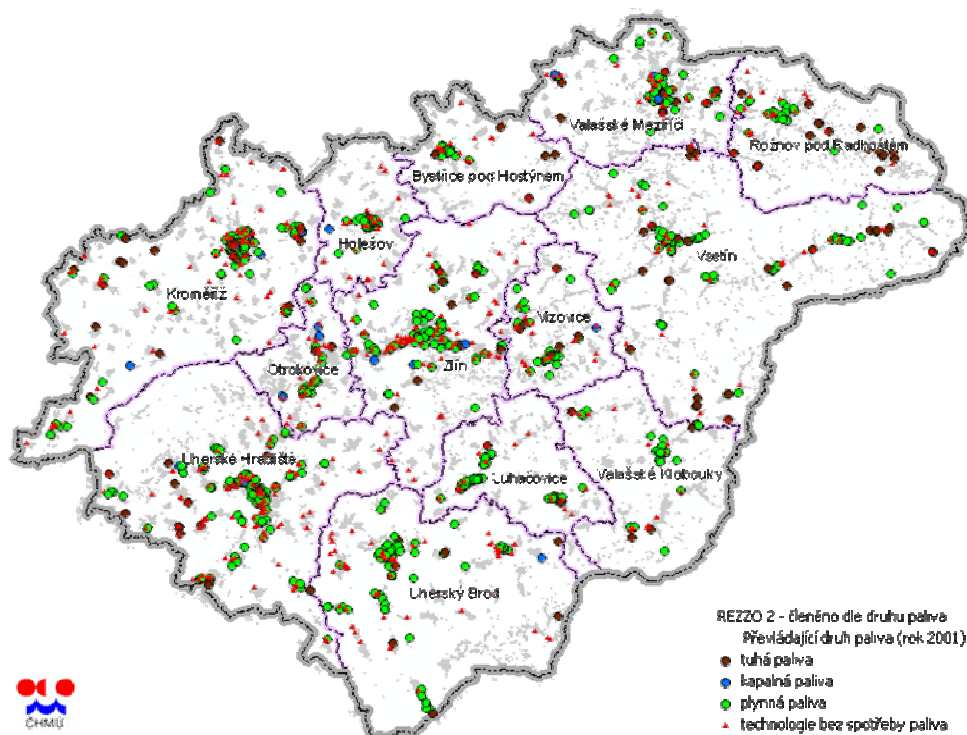 Valašské Meziříčí
Rožnov pod Radhoštěm
Bystřice pod Hostýnem
Holešov
Vsetín
Kroměříž
Vizovice
Otrokovice
Zlín
Uherské Hradiště
Luhačovice
Valašské Klobouky
Uherský Brod
REZZO 2 - členěno dle druhu paliva
Převládající druh paliva (rok 2001)
tuhá paliva
kapalná paliva
plynná paliva
technologie bez spotřeby paliva
ČHMÚ